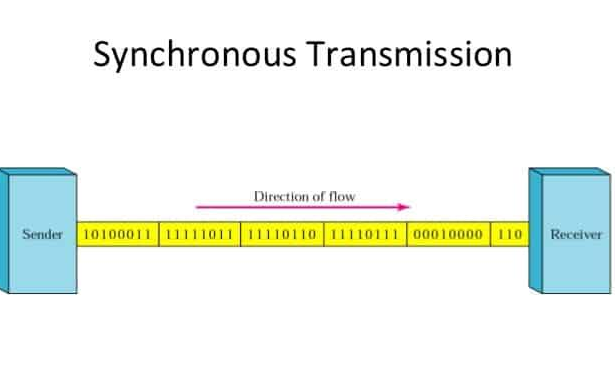 Synchronous Transmission
Direction of flow
Sender 10100011 11111011 11110110 11110111 00010000 110 Receiver